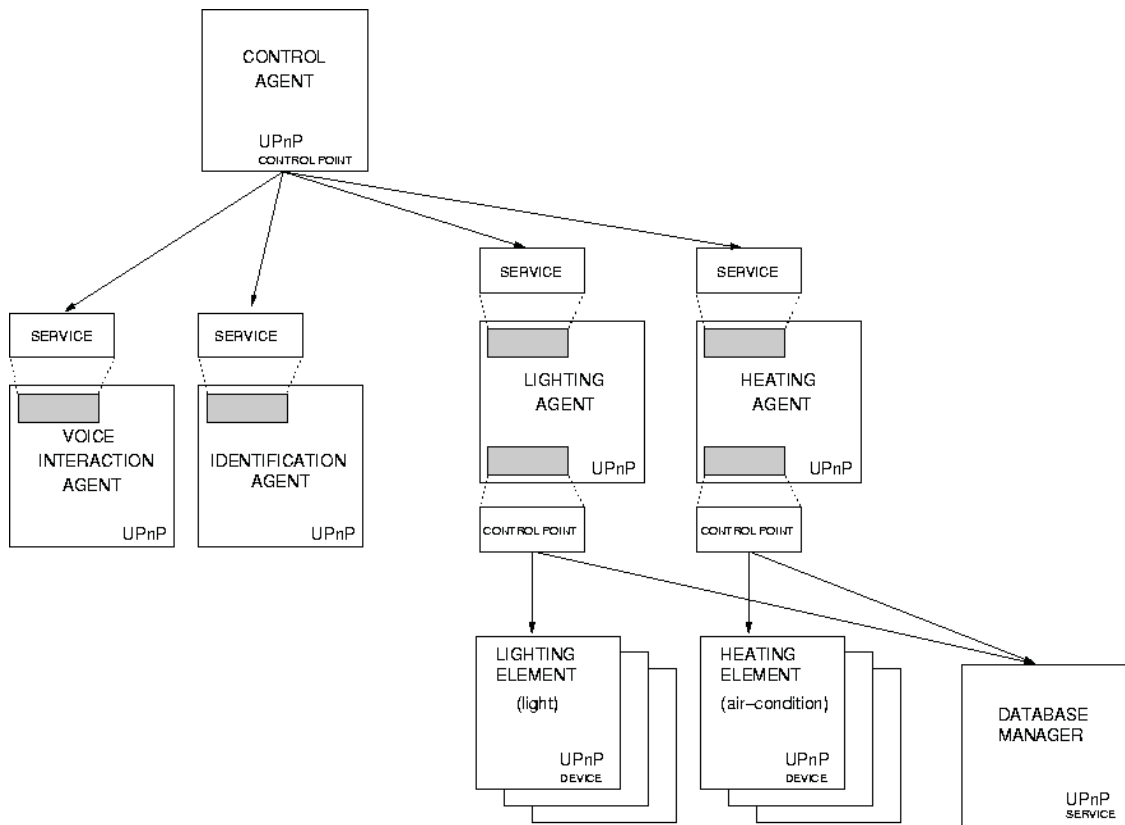 CONTROL
AGENT
UPnP
CONTROL POINT
SERVICE
SERVICE
SERVICE
SERVICE
VOICE
INTERACTION
AGENT
UPnP
IDENTIFICATION
AGENT
UPnP
LIGHTING
AGENT
UPnP
HEATING
AGENT
UPnP
CONTROL POINT
CONTROL POINT
LIGHTING
ELEMENT
(light)
UPnP
DEVICE
HEATING
ELEMENT
(air-condition)
UPnP
DEVICE
DATABASE
MANAGER
UPnP
SERVICE